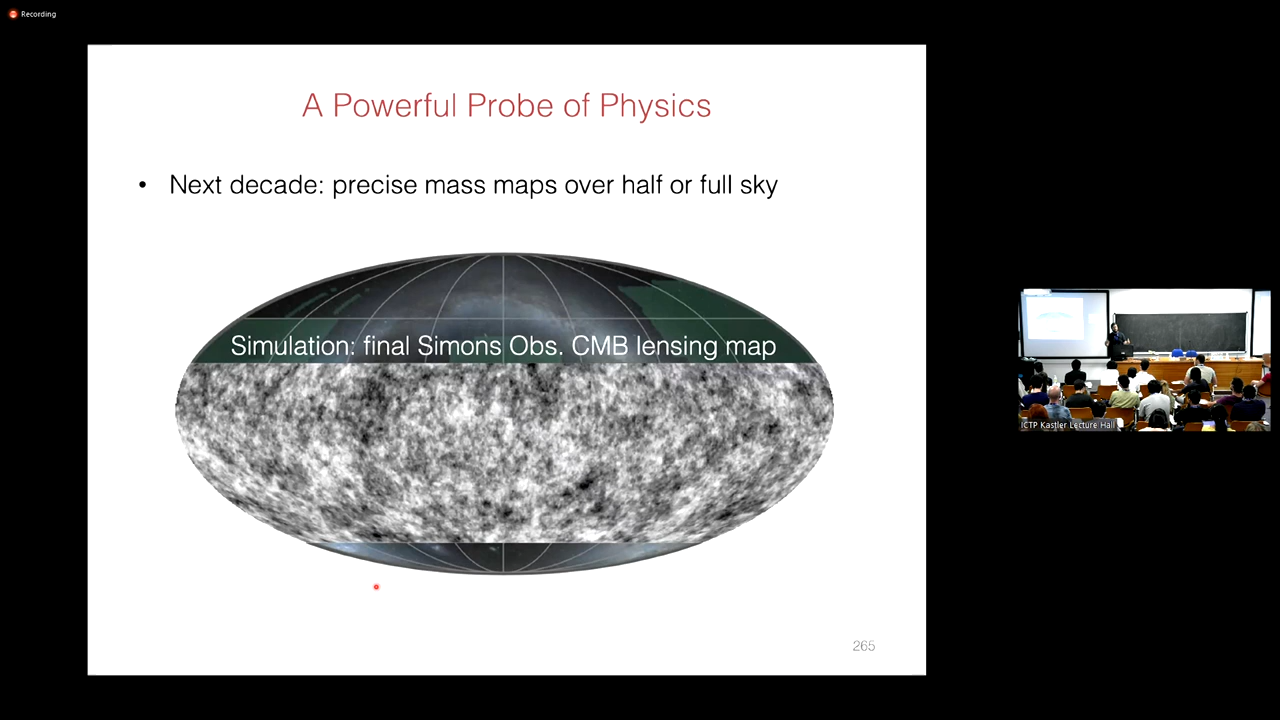 Recording
A Powerful Probe of Physics
• Next decade: precise mass maps over half or full sky
Simulation: final Simons Obs. CMB lensing map
265
ICTP Kastler Lecture Hall